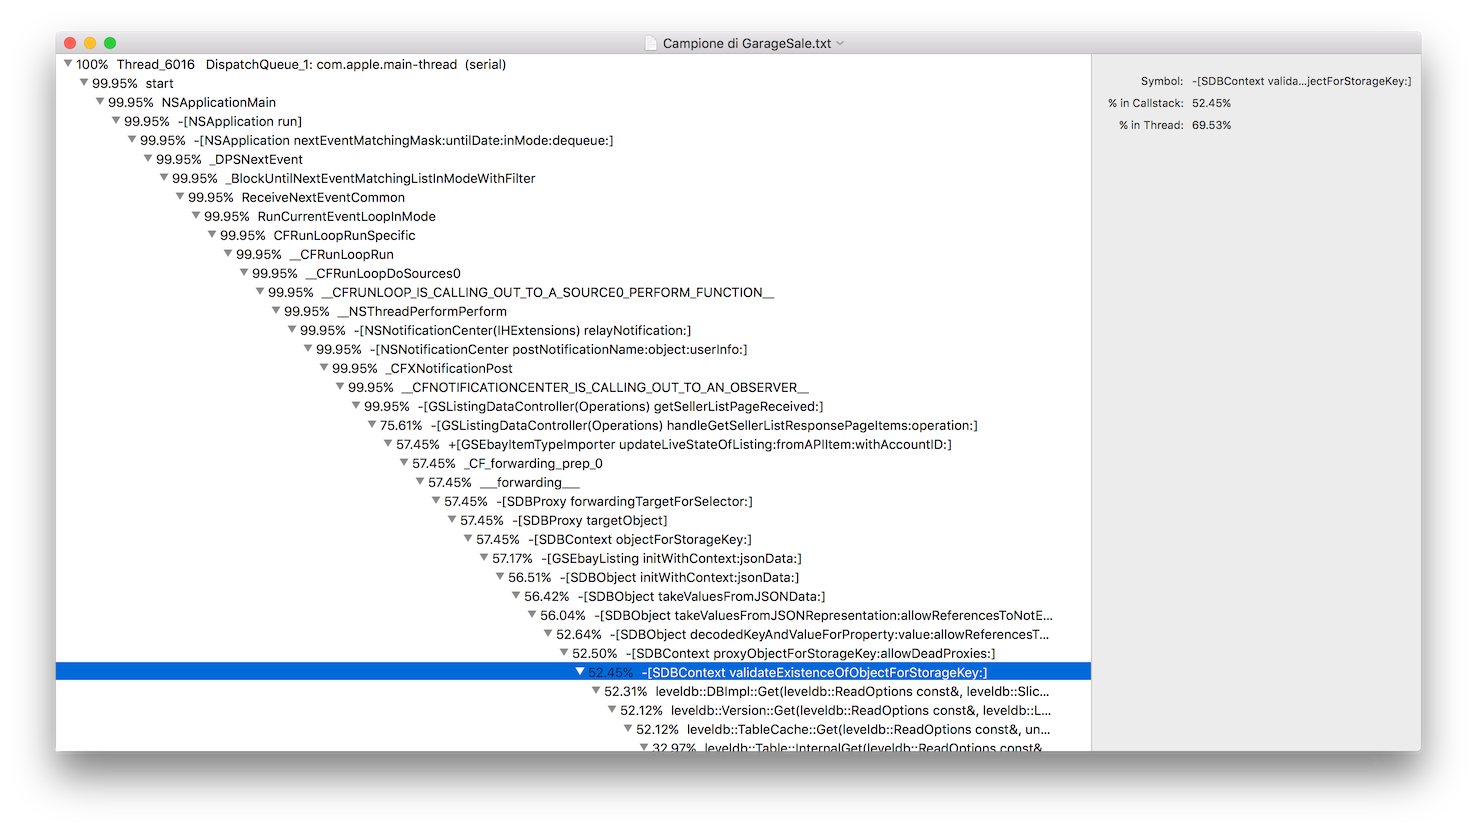 Campione di GarageSale.txt
100% Thread_6016 DispatchQueue_1: com.apple.main-thread (serial)
99.95% start
99.95% NSApplicationMain
99.95% -[NSApplication run]
99.95% -[NSApplication nextEventMatchingMask:untilDate:inMode:dequeue:]
99.95% _DPSNextEvent
99.95% _BlockUntilNextEventMatchingListInModeWithFilter
99.95% ReceiveNextEventCommon
99.95% RunCurrentEventLoopInMode
99.95% CFRunLoopRunSpecific
99.95% __CFRunLoopRun
99.95% __CFRunLoopDoSources0
99.95% __CFRUNLOOP_IS_CALLING_OUT_TO_A_SOURCE0_PERFORM_FUNCTION__
99.95% __NSThreadPerformPerform
99.95% -[NSNotificationCenter(IHExtensions) relayNotification:]
99.95% -[NSNotificationCenter postNotificationName:object:userInfo:]
99.95% _CFXNotificationPost
99.95% __CFNOTIFICATIONCENTER_IS_CALLING_OUT_TO_AN_OBSERVER__
99.95% -[GSListingDataController(Operations) getSellerListPageReceived:]
75.61% -[GSListingDataController(Operations) handleGetSellerListResponsePageItems:operation:]
57.45% +[GSEbayItemTypeImporter updateLiveStateOfListing:fromAPIItem:withAccountID:]
57.45% _CF_forwarding_prep_0
57.45% ___forwarding___
57.45% -[SDBProxy forwardingTargetForSelector:]
57.45% -[SDBProxy targetObject]
57.45% -[SDBContext objectForStorageKey:]
57.17% -[GSEbayListing initWithContext:jsonData:]
56.51% -[SDBObject initWithContext:jsonData:]
56.42% -[SDBObject takeValuesFromJSONData:]
56.04% -[SDBObject takeValuesFromJSONRepresentation:allowReferencesToNotE...
52.64% -[SDBObject decodedKeyAndValueForProperty:value:allowReferencesT...
52.50% -[SDBContext proxyObjectForStorageKey:allowDeadProxies:]
52.45% -[SDBContext validateExistenceOfObjectForStorageKey:]
52.31% leveldb::DBImpl::Get(leveldb::ReadOptions const&, leveldb::Slic...
52.12% leveldb::Version::Get(leveldb::ReadOptions const&, leveldb::L...
52.12% leveldb::TableCache::Get(leveldb::ReadOptions const&, un...
32.97% leveldb::Table::InternalGet(leveldb::ReadOptions const&
Symbol: -[SDBContext valida...jectForStorageKey:]
% in Callstack: 52.45%
% in Thread: 69.53%